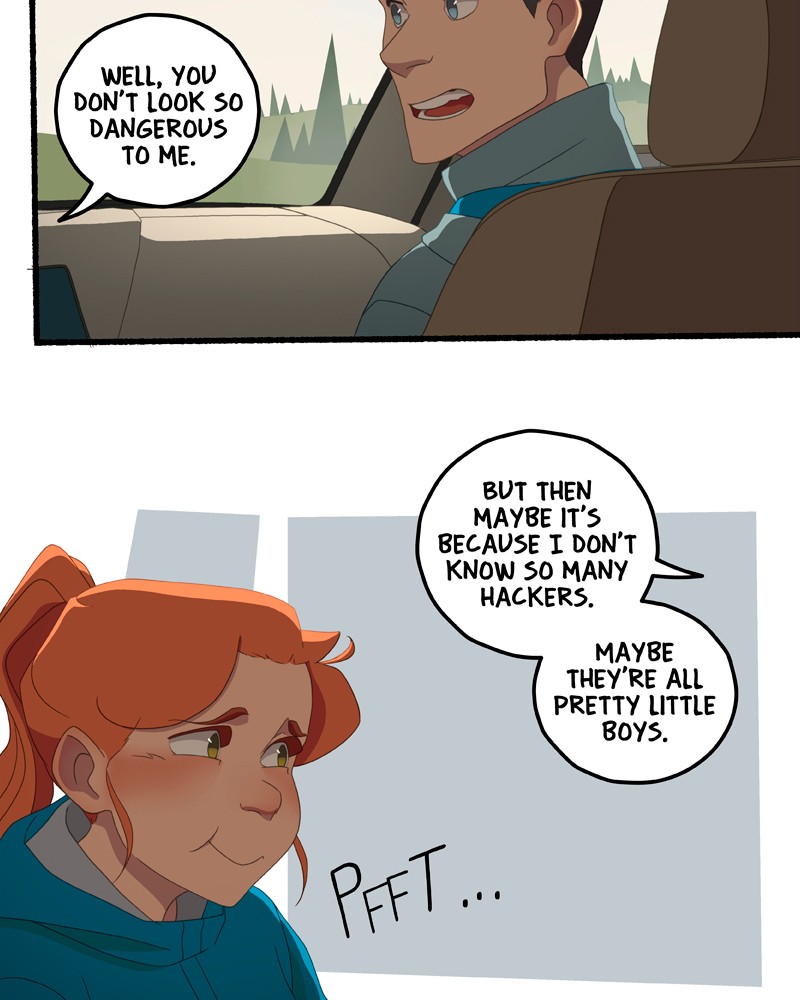 WELL, YOU
DON'T LOOK SO
DANGEROUS
TO ME.
BUT THEN
MAYBE IT'S
BECAUSE I DON'T
KNOW SO MANY
HACKERS.
MAYBE
THEY'RE ALL
PRETTY LITTLE
BOYS.
PFFT...